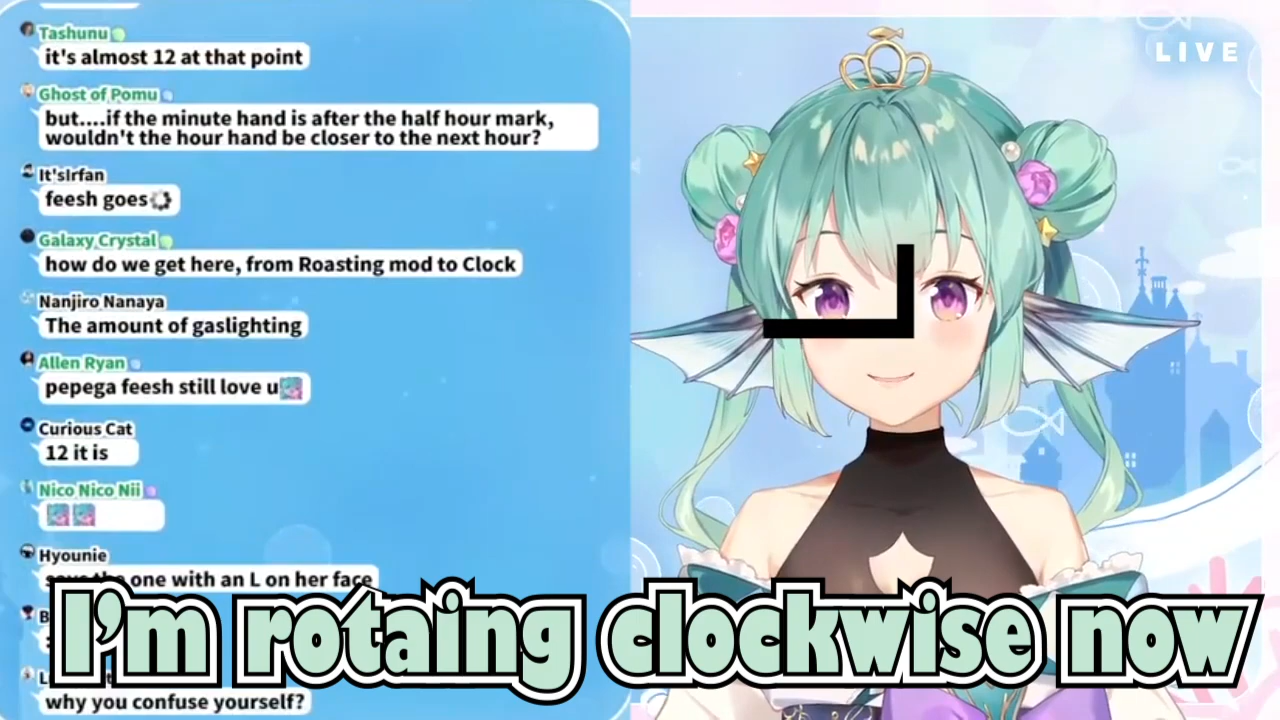 Tashunu
it's almost 12 at that point
Ghost of Pomu
but....if the minute hand is after the half hour mark,
wouldn't the hour hand be closer to the next hour?
It'sIrfan
feesh goes
Galaxy Crystal
how do we get here, from Roasting mod to Clock
Nanjiro Nanaya
The amount of gaslighting
Allen Ryan
pepega feesh still love u
Curious Cat
12 it is
Nico Nico Nii
Hyounie
says the one with an L on her face
why you confuse yourself?
LIVE
I'm rotaing clockwise now